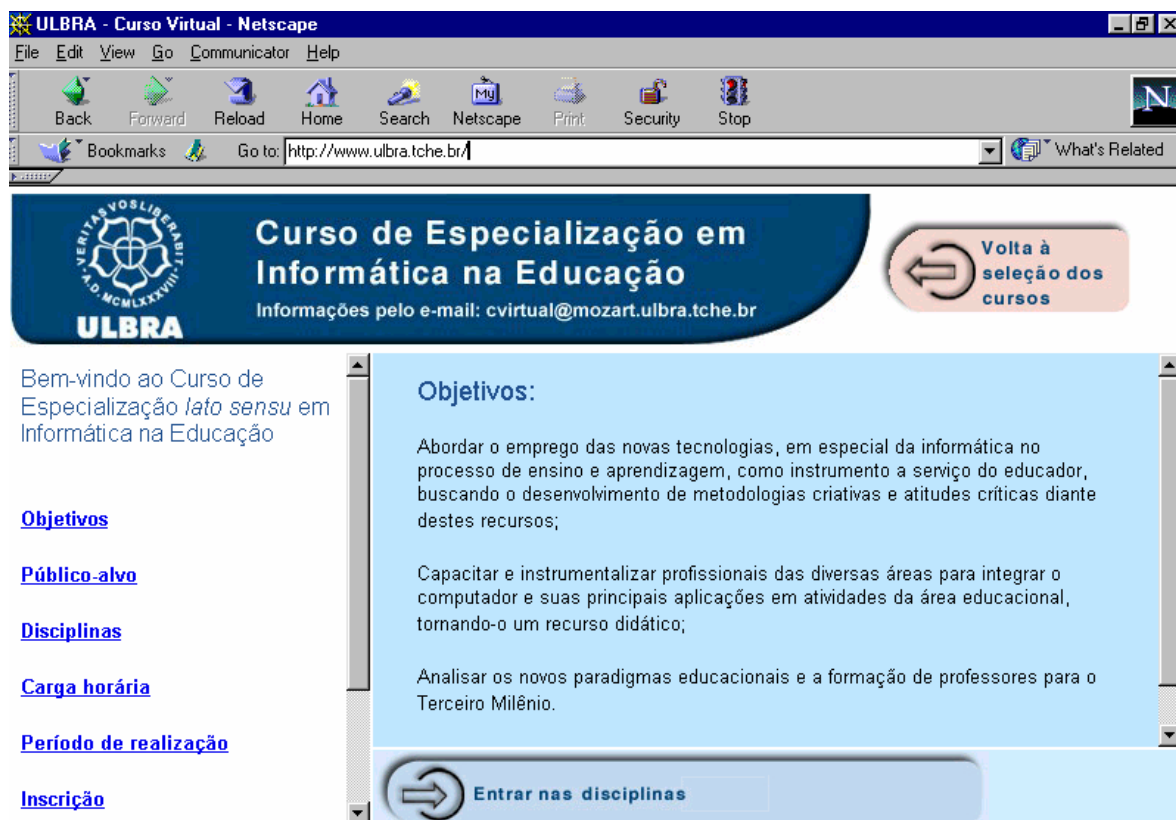 ULBRA - Curso Virtual - Netscape
File Edit View Go Communicator Help
Back Forward Reload Home Search Netscape Print Security Stop
My
N
Bookmarks Go to: http://www.ulbra.tche.br/ What's Related
VERITAS VOS LIBERABIT
A.D. MCMLXXXVIII
ULBRA
Curso de Especialização em
Informática na Educação
Informações pelo e-mail: cvirtual@mozart.ulbra.tche.br
Volta à
seleção dos
cursos
Bem-vindo ao Curso de
Especialização lato sensu em
Informática na Educação
Objetivos
Público-alvo
Disciplinas
Carga horária
Período de realização
Inscrição
Objetivos:
Abordar o emprego das novas tecnologias, em especial da informática no
processo de ensino e aprendizagem, como instrumento a serviço do educador,
buscando o desenvolvimento de metodologias criativas e atitudes críticas diante
destes recursos;
Capacitar e instrumentalizar profissionais das diversas áreas para integrar o
computador e suas principais aplicações em atividades da área educacional,
tornando-o um recurso didático;
Analisar os novos paradigmas educacionais e a formação de professores para o
Terceiro Milênio.
Entrar nas disciplinas